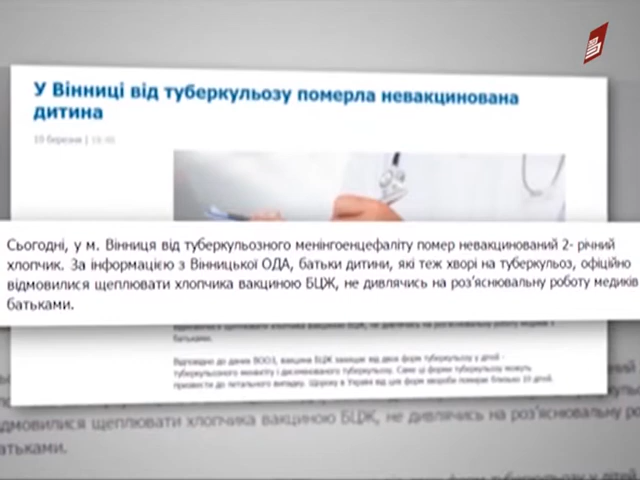 У Вінниці від туберкульозу померла невакцинована
дитина
10 березня |
Сьогодні, у м. Вінниця від туберкульозного менінгоенцефаліту помер невакцинований 2- річний
хлопчик. За інформацією з Вінницької ОДА, батьки дитини, які теж хворі на туберкульоз, офіційно
відмовилися щеплювати хлопчика вакциною БЦЖ, не дивлячись на роз'яснювальну роботу медиків
батьками.
батьками.
Відповідно до даних ВООЗ, вакцина БЦЖ захищає від двох форм туберкульозу у дітей -
туберкульозного менінгіту і дисемінованого туберкульозу. Саме ці форми туберкульозу можуть
призвести до летального випадку. Щороку в Україні від цих форм хвороби помирає близько 10 дітей.
ідмовилися щеплювати хлопчика вакциною БЦЖ, не дивлячись на роз'яснювальну ро
атьками.